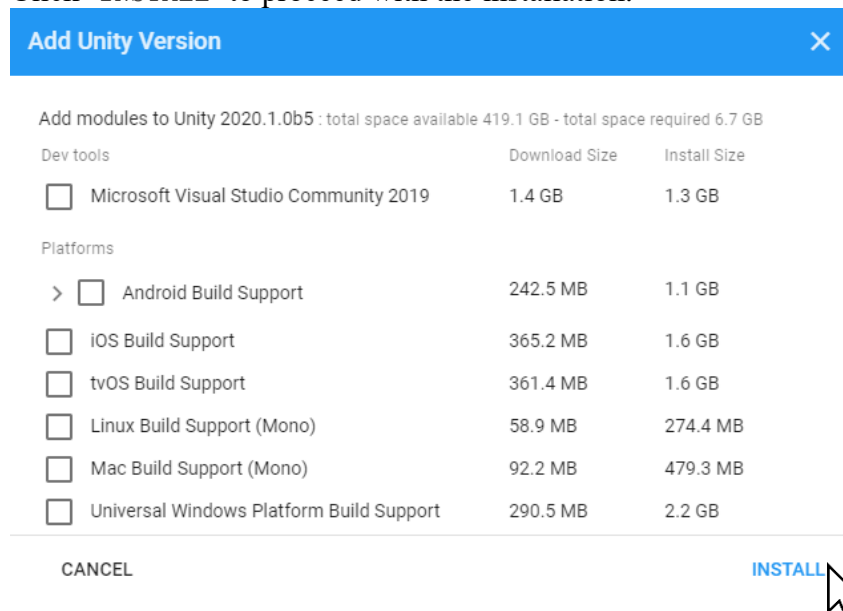 to proceed with the installation.
Add Unity Version
Add modules to Unity 2020.1.0b5 : total space available 419.1 GB - total space required 6.7 GB
Dev tools Download Size Install Size
Microsoft Visual Studio Community 2019 1.4 GB 1.3 GB
Platforms
Android Build Support 242.5 MB 1.1 GB
iOS Build Support 365.2 MB 1.6 GB
tvOS Build Support 361.4 MB 1.6 GB
Linux Build Support (Mono) 58.9 MB 274.4 MB
Mac Build Support (Mono) 92.2 MB 479.3 MB
Universal Windows Platform Build Support 290.5 MB 2.2 GB
CANCEL INSTALL